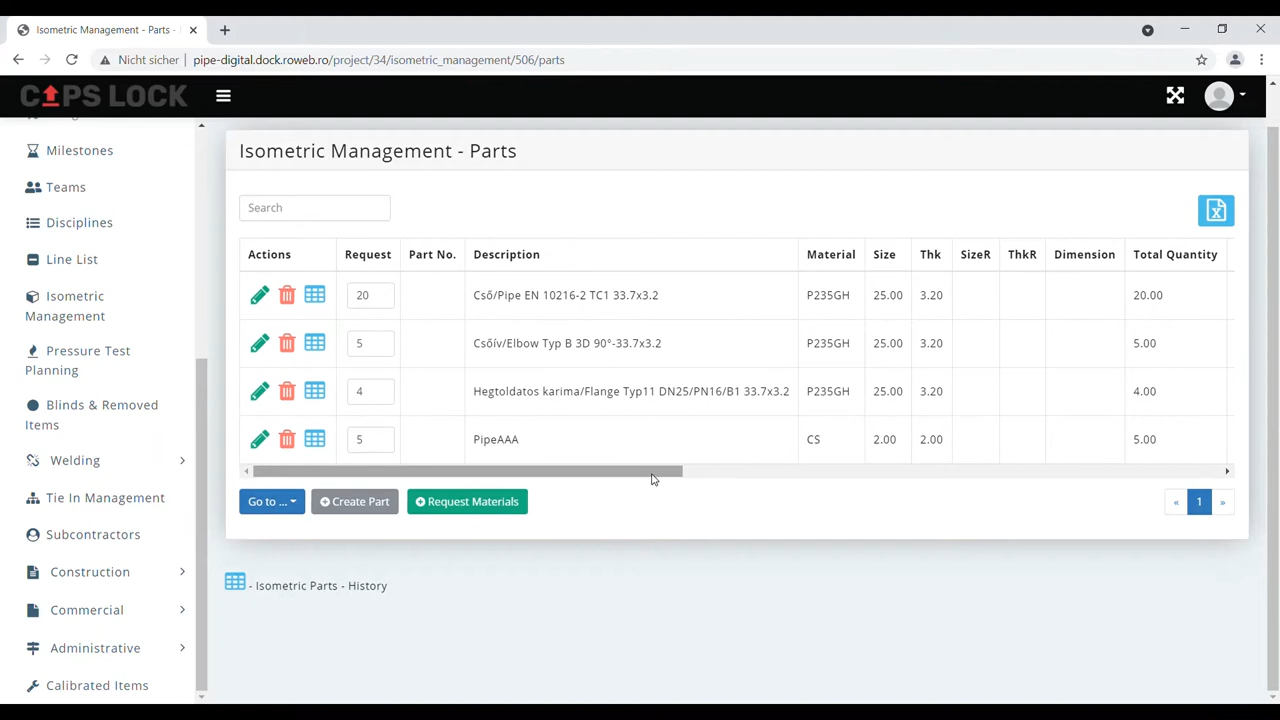 Isometric Management - Parts -
Nicht sicher | pipe-digital.dock.roweb.ro/project/34/isometric_management/506/parts
CAPS LOCK
Milestones
Teams
Disciplines
Line List
Isometric
Management
Pressure Test
Planning
Blinds & Removed
Items
Welding
Tie In Management
Subcontractors
Construction
Commercial
Administrative
Calibrated Items
Isometric Management - Parts
Search
Actions Request Part No. Description Material Size Thk SizeR ThkR Dimension Total Quantity
20 Cső/Pipe EN 10216-2 TC1 33.7x3.2 P235GH 25.00 3.20 20.00
5 Csőív/Elbow Typ B 3D 90°-33.7x3.2 P235GH 25.00 3.20 5.00
4 Hegtoldatos karima/Flange Typ11 DN25/PN16/B1 33.7x3.2 P235GH 25.00 3.20 4.00
5 PipeAAA CS 2.00 2.00 5.00
Go to ... Create Part Request Materials « 1 »
- Isometric Parts - History